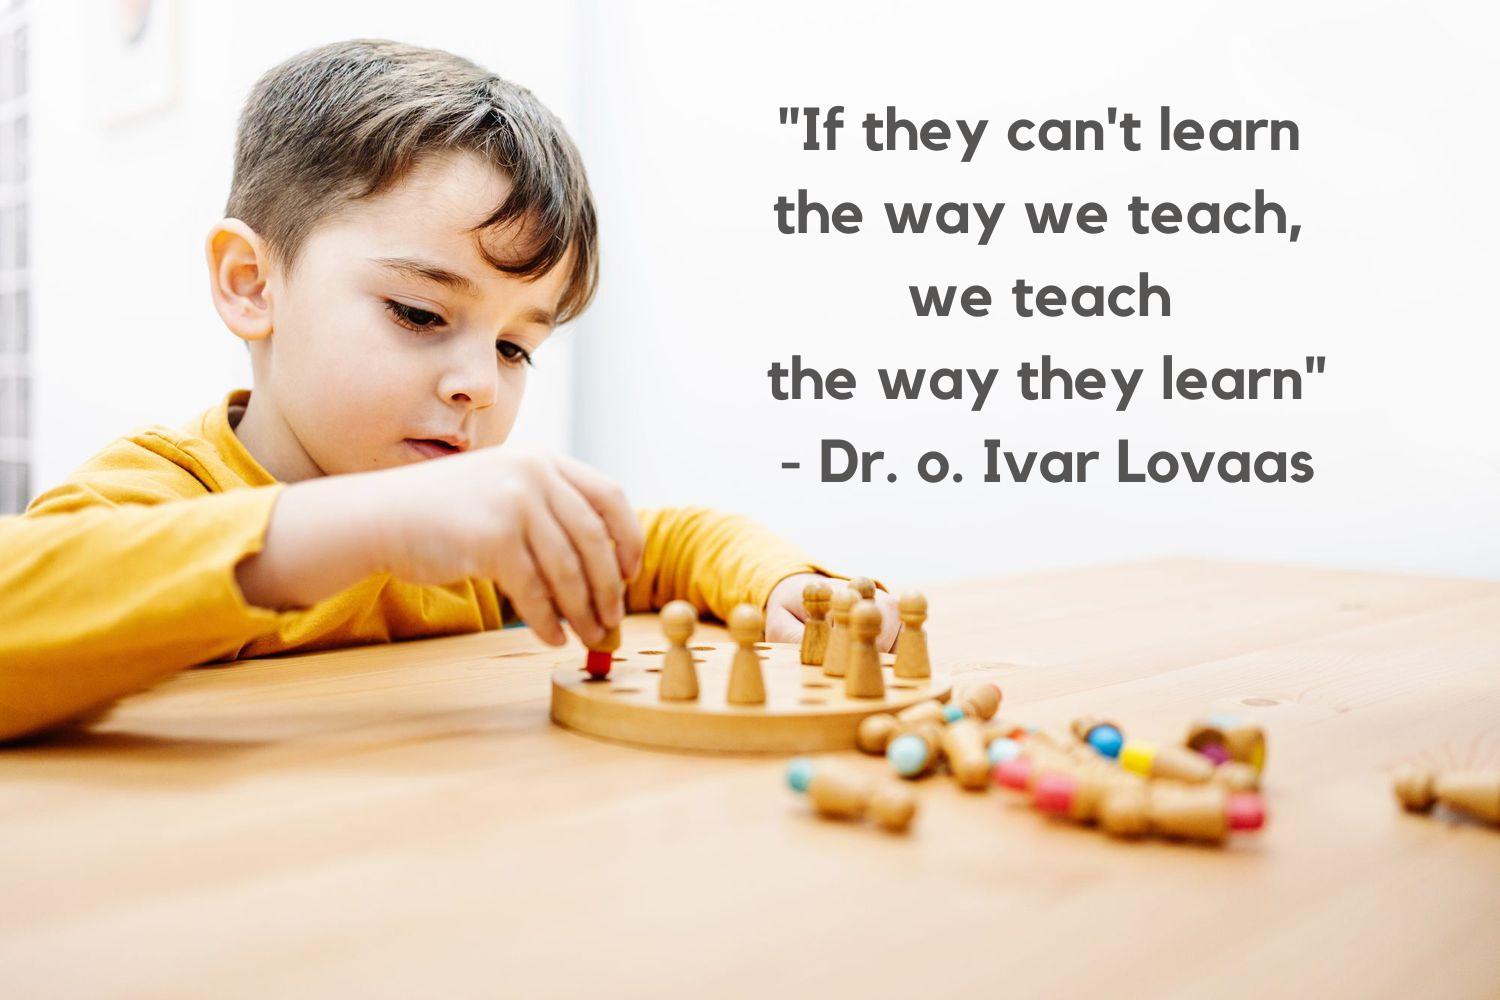 "If they can't learn
the way we teach,
we teach
the way they learn"
- Dr. o. Ivar Lovaas